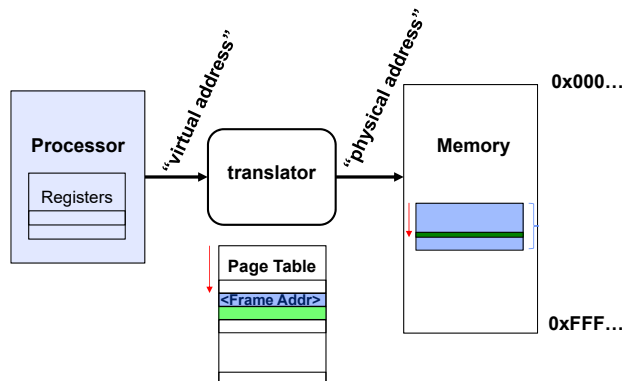 Processor
Registers
“virtual address”
translator
“physical address”
Memory
0x000…
0xFFF…
Page Table
<Frame Addr>